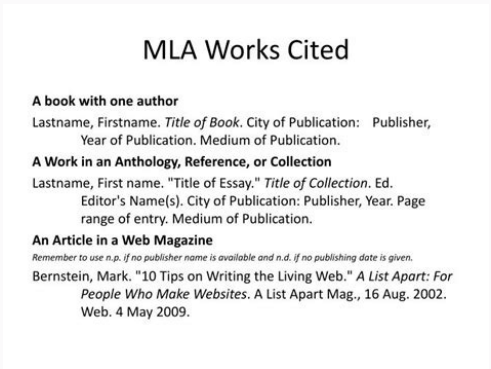 MLA Works Cited
A book with one author
Lastname, Firstname. Title of Book. City of Publication: Publisher,
Year of Publication. Medium of Publication.
A Work in an Anthology, Reference, or Collection
Lastname, First name. "Title of Essay." Title of Collection. Ed.
Editor's Name(s). City of Publication: Publisher, Year. Page
range of entry. Medium of Publication.
An Article in a Web Magazine
Remember to use n.p. if no publisher name is available and n.d. if no publishing date is given.
Bernstein, Mark. "10 Tips on Writing the Living Web." A List Apart: For
People Who Make Websites. A List Apart Mag., 16 Aug. 2002.
Web. 4 May 2009.